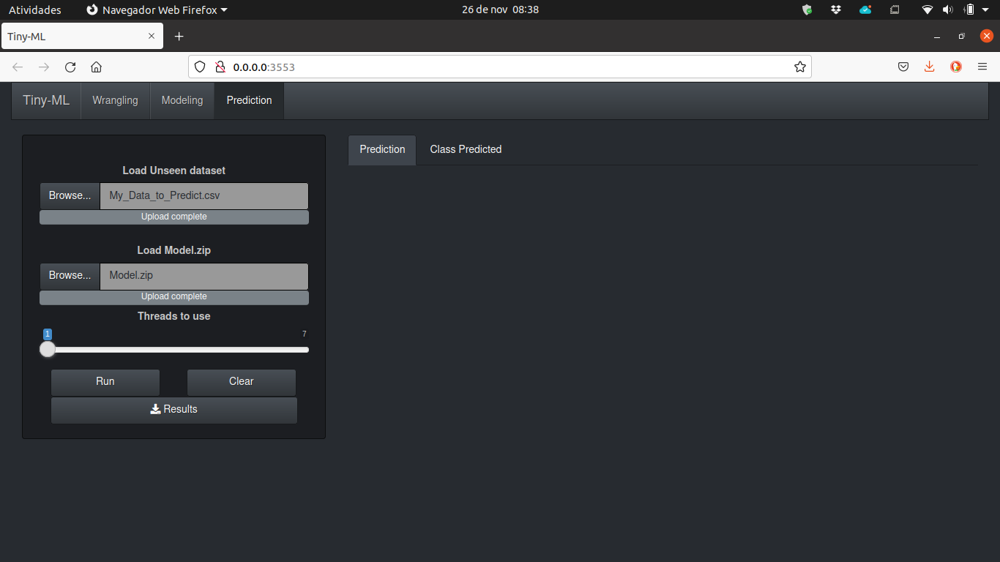 Atividades Navegador Web Firefox 26 de nov 08:38
Tiny-ML
0.0.0.0:3553
Tiny-ML Wrangling Modeling Prediction
Prediction Class Predicted
Load Unseen dataset
Browse... My_Data_to_Predict.csv
Upload complete
Load Model.zip
Browse... Model.zip
Upload complete
Threads to use
1 7
Run Clear
Results